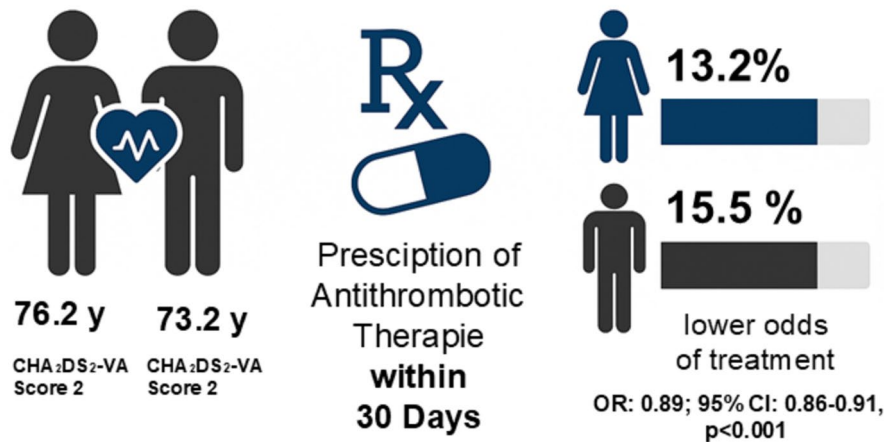 76.2 y
CHA₂DS₂-VA
Score 2
73.2 y
CHA₂DS₂-VA
Score 2
Rx
Presciption of
Antithrombotic
Therapie
within
30 Days
13.2%
15.5 %
lower odds
of treatment
OR: 0.89; 95% CI: 0.86-0.91,
p<0.001